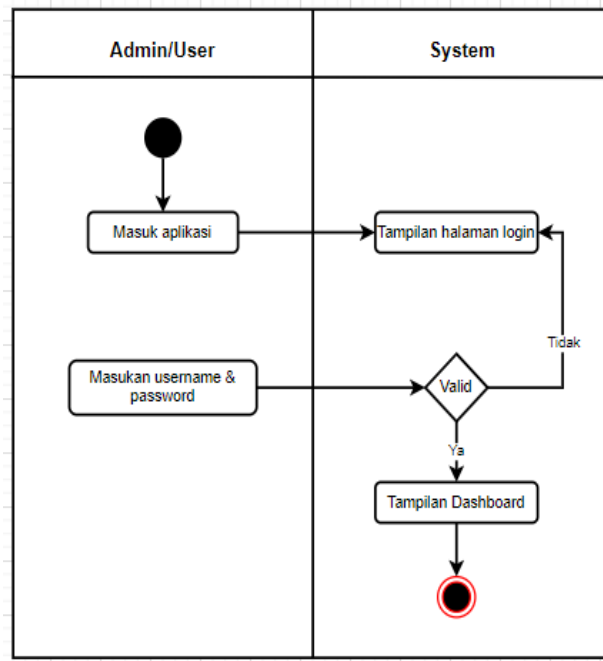 Admin/User
System
Masuk aplikasi
Tampilan halaman login
Tidak
Masukan username &
password
Valid
Ya
Tampilan Dashboard